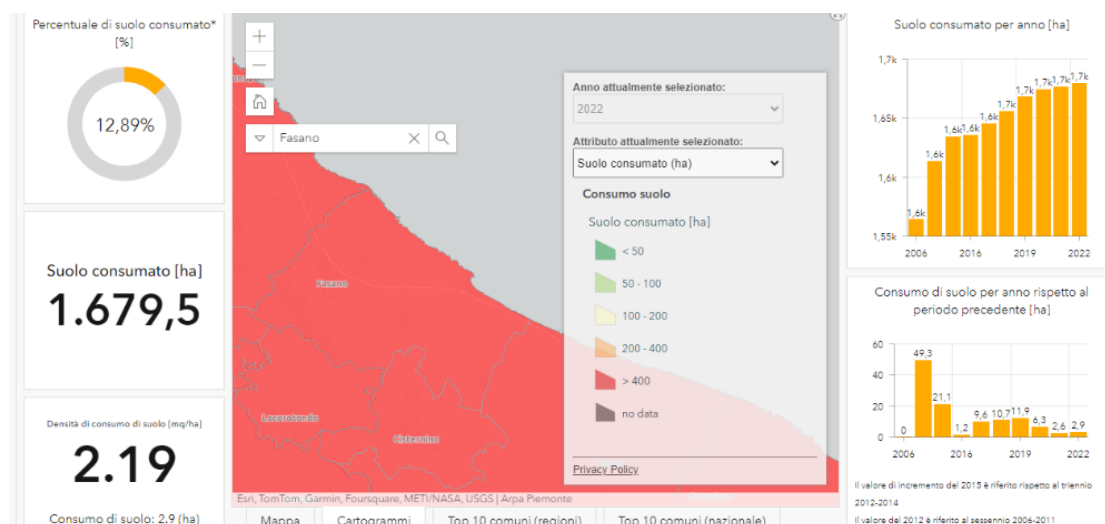 Percentuale di suolo consumato*
[%]
12,89%
Suolo consumato [ha]
1.679,5
Densità di consumo di suolo [mq/ha]
2.19
Consumo di suolo: 2.9 (ha)
Fasano
Fasano
Locorotondo
Cisternino
Anno attualmente selezionato:
2022
Attributo attualmente selezionato:
Suolo consumato (ha)
Consumo suolo
Suolo consumato [ha]
< 50
50 - 100
100 - 200
200 - 400
> 400
no data
Privacy Policy
Esri, TomTom, Garmin, Foursquare, METI/NASA, USGS | Arpa Piemonte
Mappa
Cartogrammi
Top 10 comuni (regioni)
Top 10 comuni (nazionale)
Suolo consumato per anno [ha]
1,7k
1,65k
1,6k
1,55k
1,6k
1,6k
1,6k
1,6k
1,6k
1,7k
1,7k
1,7k
1,7k
1,7k
2006
2016
2019
2022
Consumo di suolo per anno rispetto al
periodo precedente [ha]
60
40
20
0
0
49,3
21,1
1,2
9,6
10,7
11,9
6,3
2,6
2,9
2006
2016
2019
2022
Il valore di incremento del 2015 è riferito rispetto al triennio
2012-2014
Il valore del 2012 è riferito al sessennio 2006-2011